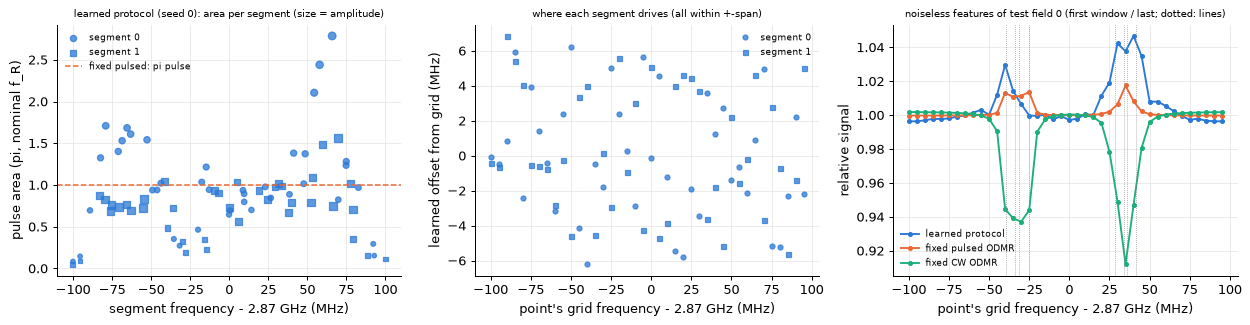 learned protocol (seed 0): area per segment (size = amplitude)
pulse area (pi, nominal f_R)
2.5
2.0
1.5
1.0
0.5
0.0
segment 0
segment 1
fixed pulsed: pi pulse
−100 −75 −50 −25 0 25 50 75 100
segment frequency - 2.87 GHz (MHz)
where each segment drives (all within +-span)
learned offset from grid (MHz)
6
4
2
0
−2
−4
−6
segment 0
segment 1
−100 −75 −50 −25 0 25 50 75 100
point's grid frequency - 2.87 GHz (MHz)
noiseless features of test field 0 (first window / last; dotted: lines)
relative signal
1.04
1.02
1.00
0.98
0.96
0.94
0.92
learned protocol
fixed pulsed ODMR
fixed CW ODMR
−100 −75 −50 −25 0 25 50 75 100
point's grid frequency - 2.87 GHz (MHz)